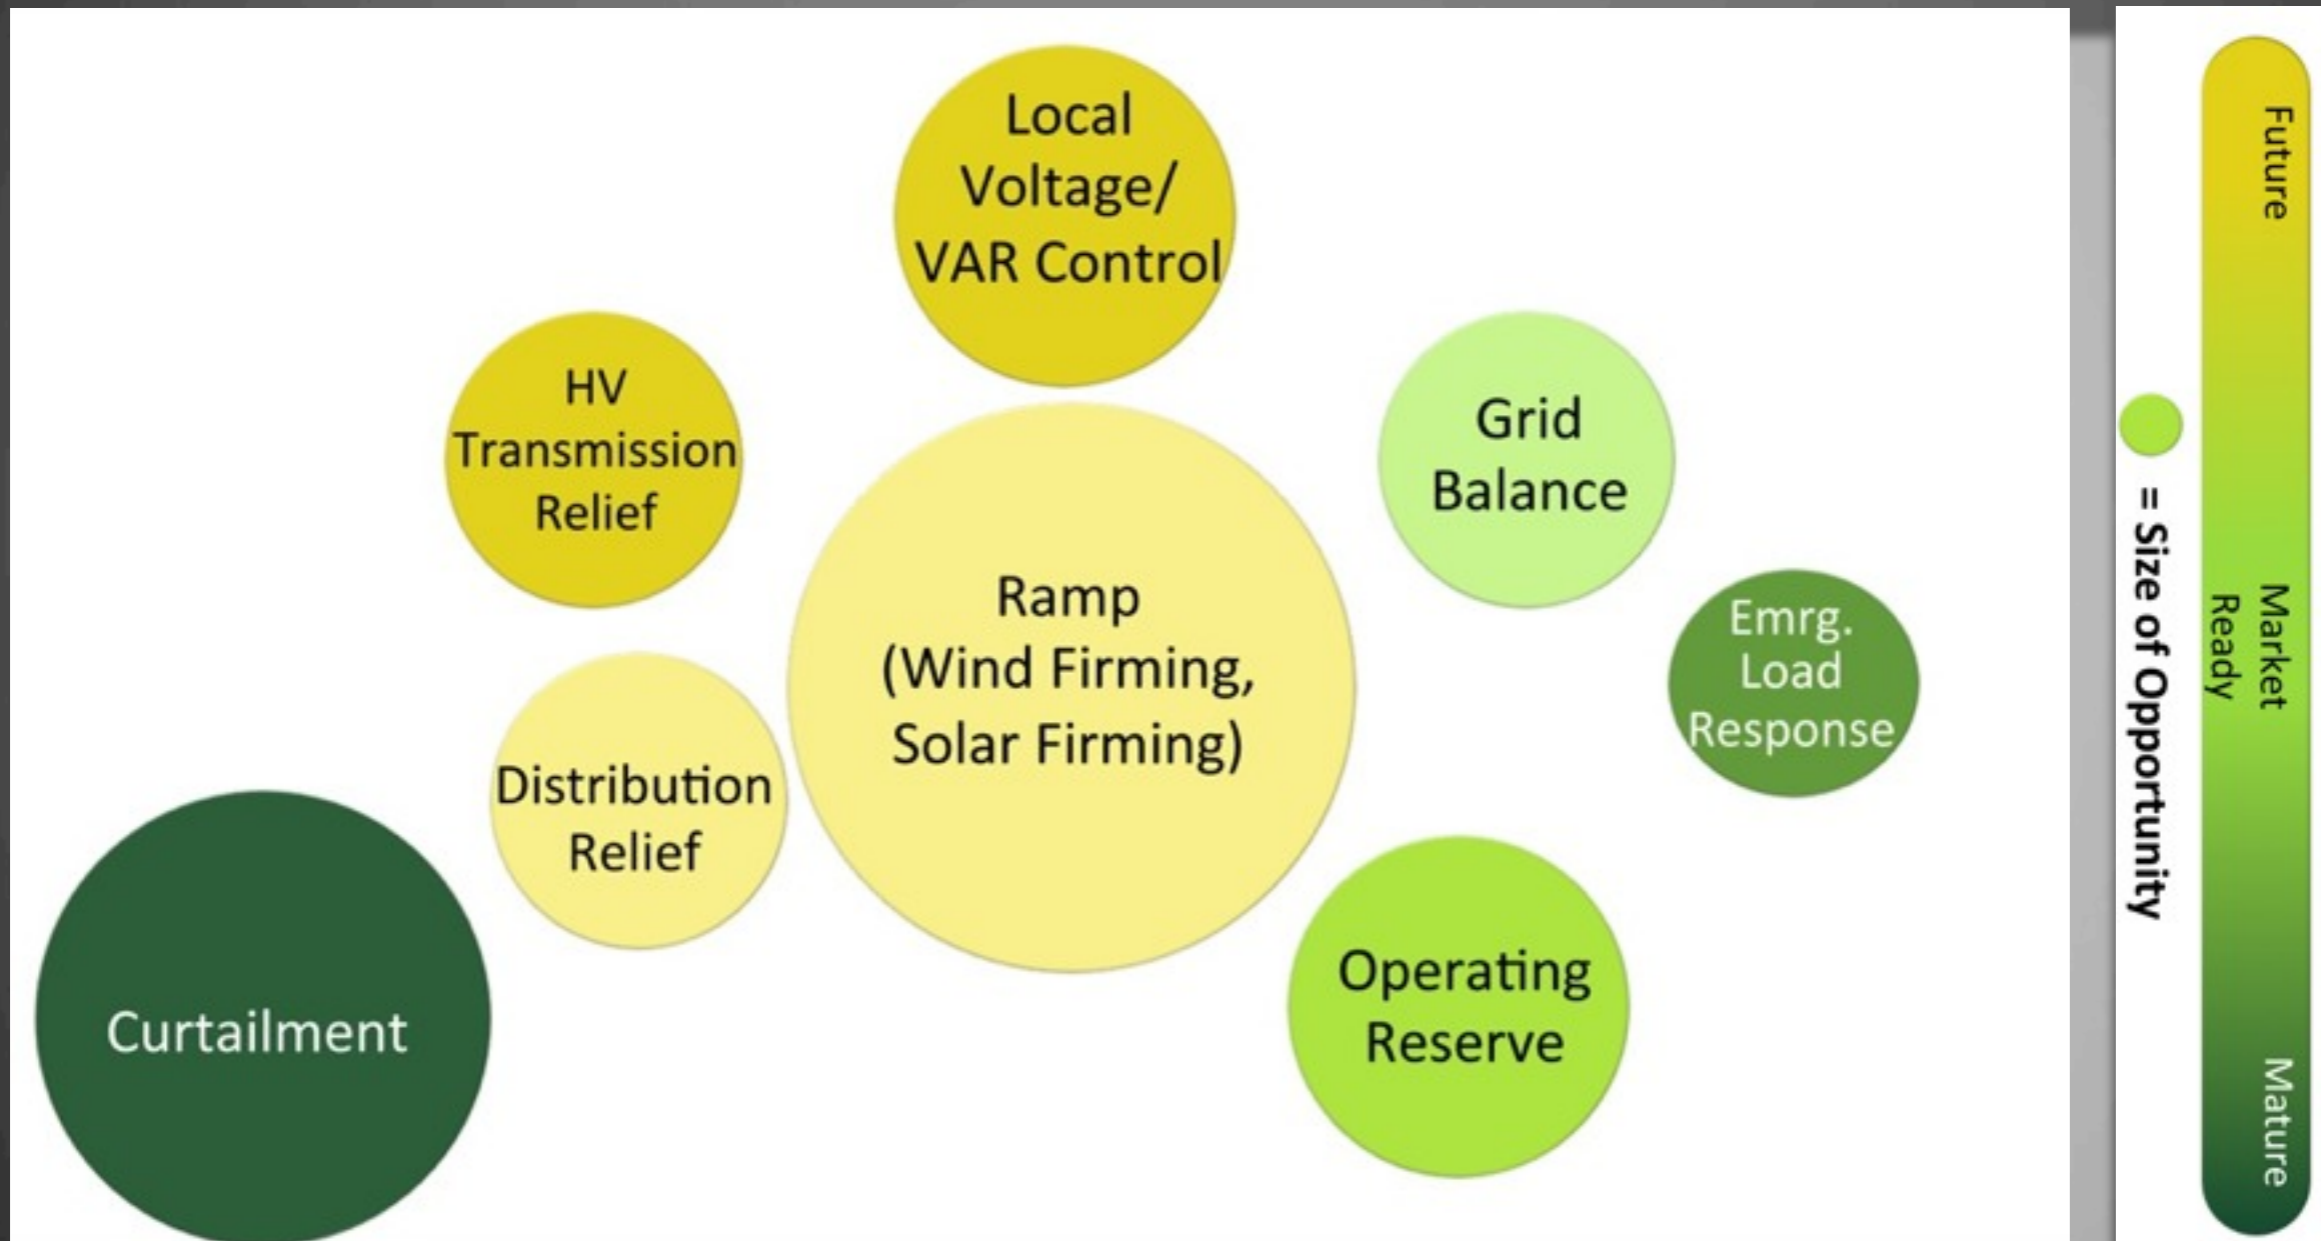 Local
Voltage/
VAR Control
HV
Transmission
Relief
Grid
Balance
Ramp
(Wind Firming,
Solar Firming)
Emrg.
Load
Response
Distribution
Relief
Curtailment
Operating
Reserve
= Size of Opportunity
Future
Market
Ready
Mature